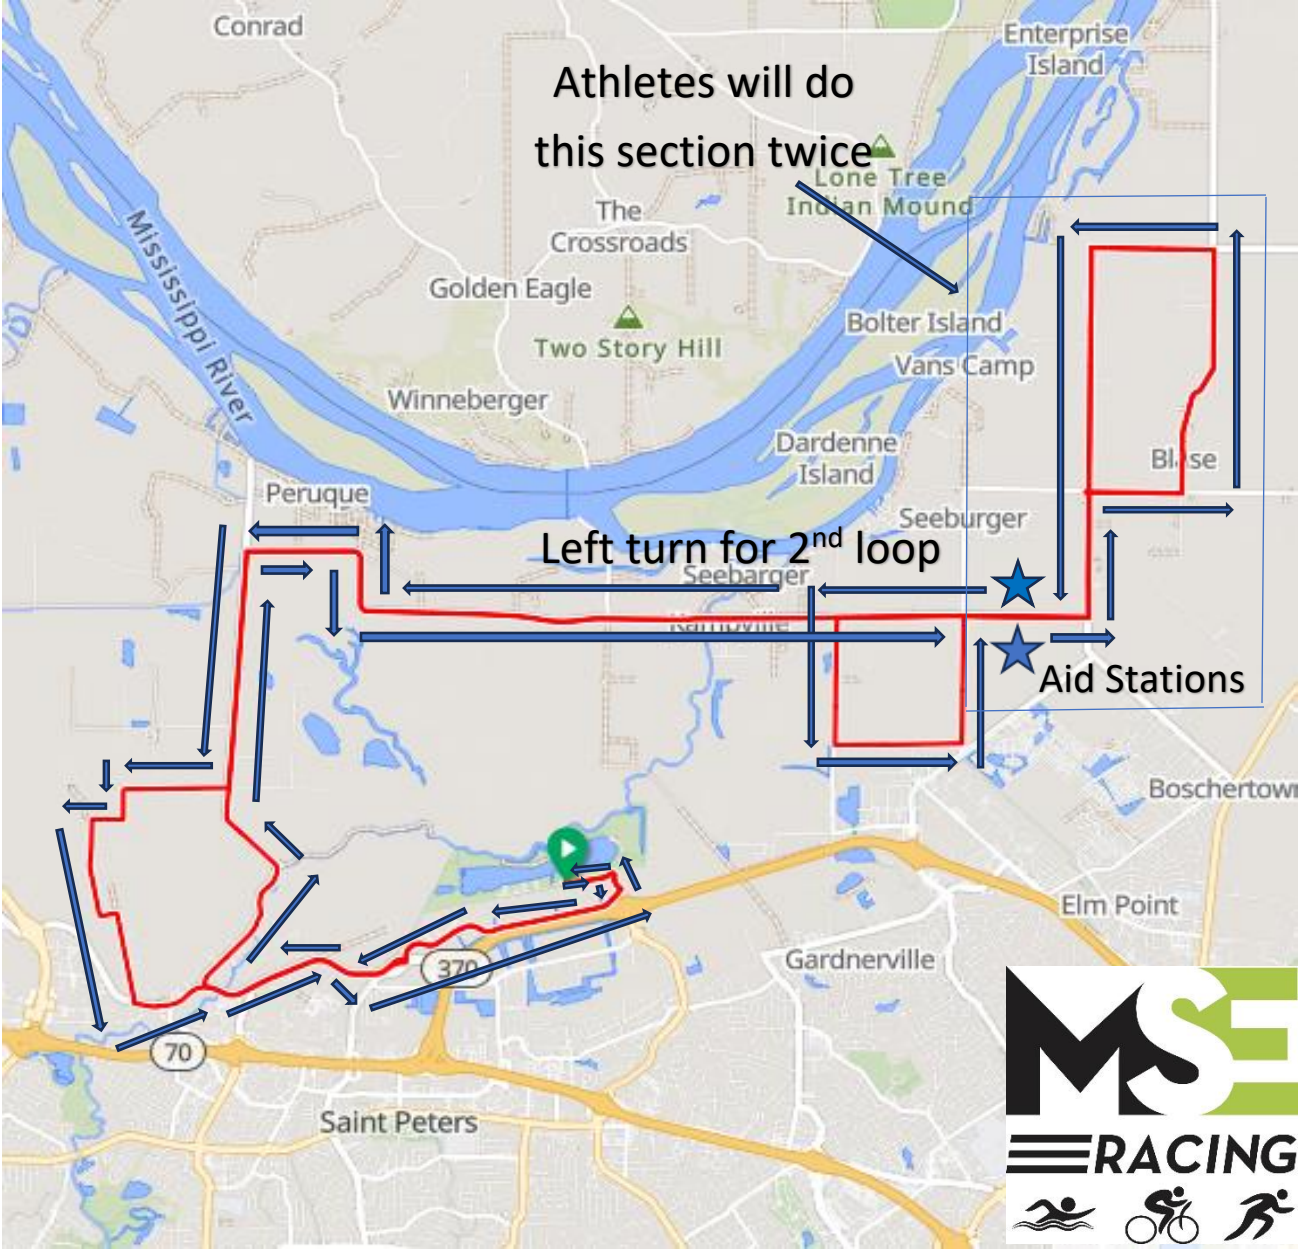 Conrad
Enterprise
Island
Athletes will do
this section twice
Lone Tree
Indian Mound
The
Crossroads
Mississippi River
Golden Eagle
Bolter Island
Two Story Hill
Vans Camp
Winneberger
Dardenne
Island
Blase
Peruque
Seeburger
Left turn for 2nd loop
Seebarger
Kampville
Aid Stations
Boschertown
Elm Point
370
Gardnerville
70
Saint Peters
MSE
RACING